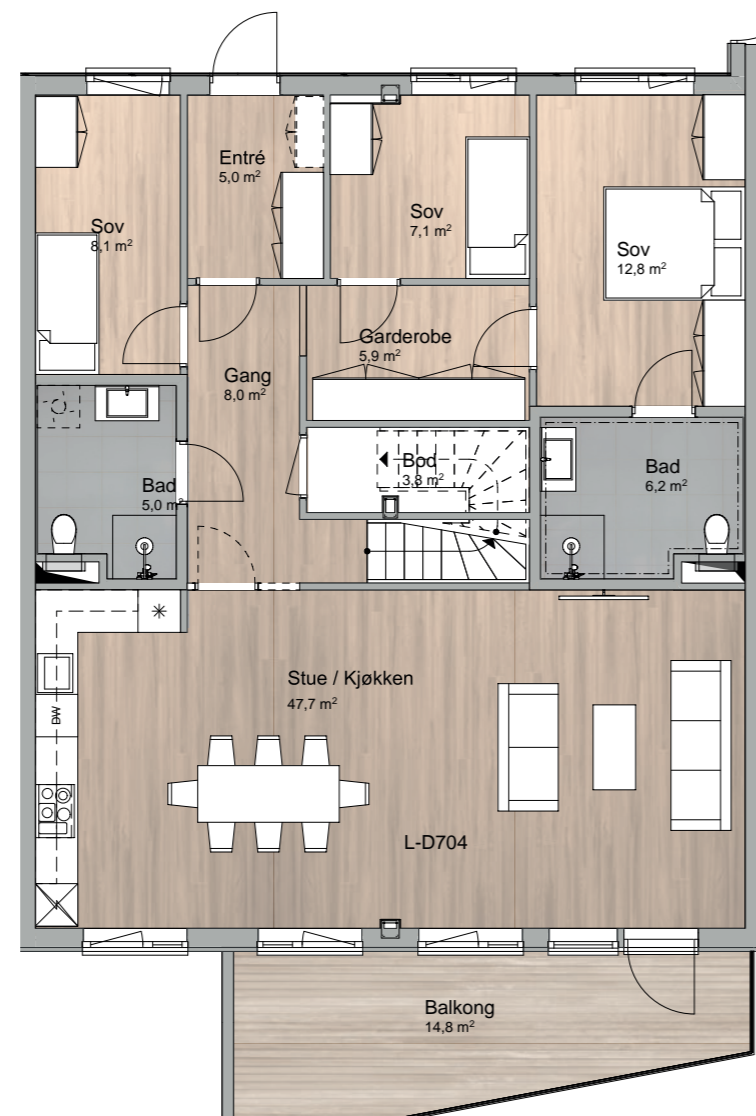 Entré
5,0 m²
Sov
8,1 m²
Sov
7,1 m²
Sov
12,8 m²
Garderobe
5,9 m²
Gang
8,0 m²
Bod
3,8 m²
Bad
5,0 m²
Bad
6,2 m²
Stue / Kjøkken
47,7 m²
DW
L-D704
Balkong
14,8 m²